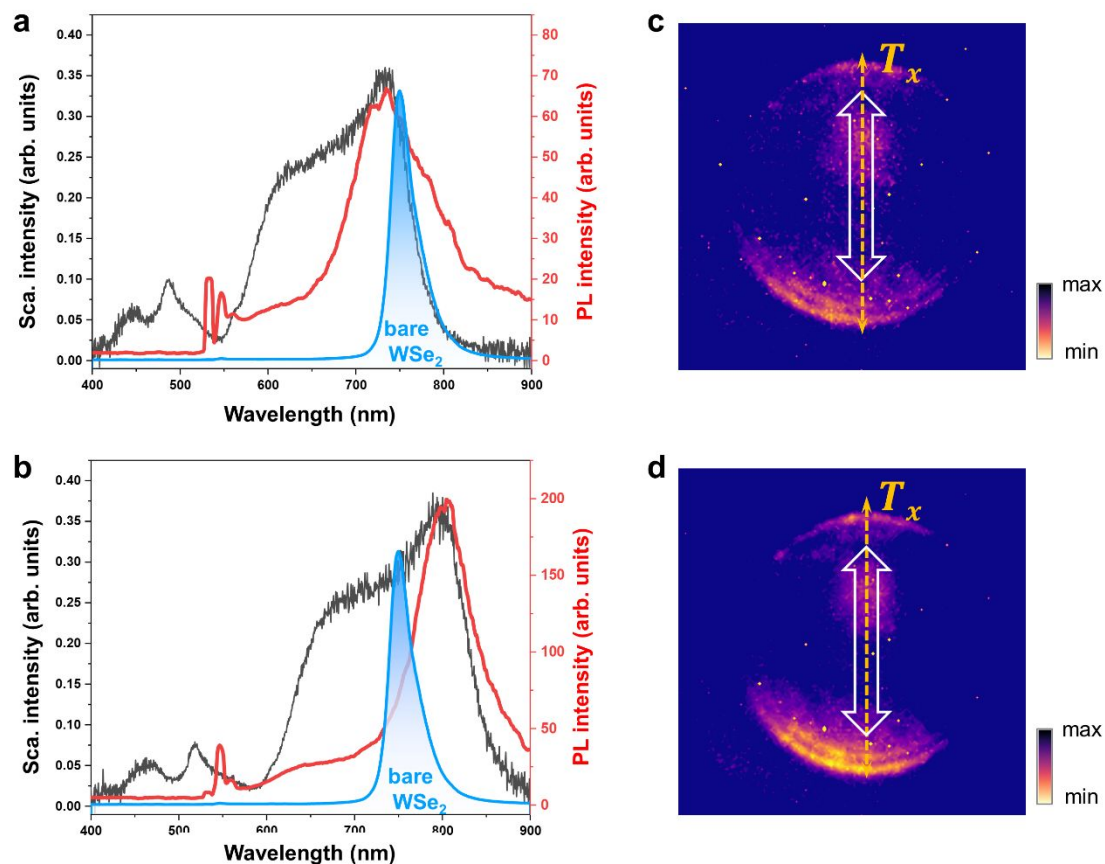 a
Sca. intensity (arb. units)
0.40
0.35
0.30
0.25
0.20
0.15
0.10
0.05
0.00
400 500 600 700 800 900
Wavelength (nm)
80
70
60
50
40
30
20
10
0
PL intensity (arb. units)
bare
WSe₂
c
Tₓ
max
min
b
Sca. intensity (arb. units)
0.40
0.35
0.30
0.25
0.20
0.15
0.10
0.05
0.00
400 500 600 700 800 900
Wavelength (nm)
200
150
100
50
0
PL intensity (arb. units)
bare
WSe₂
d
Tₓ
max
min